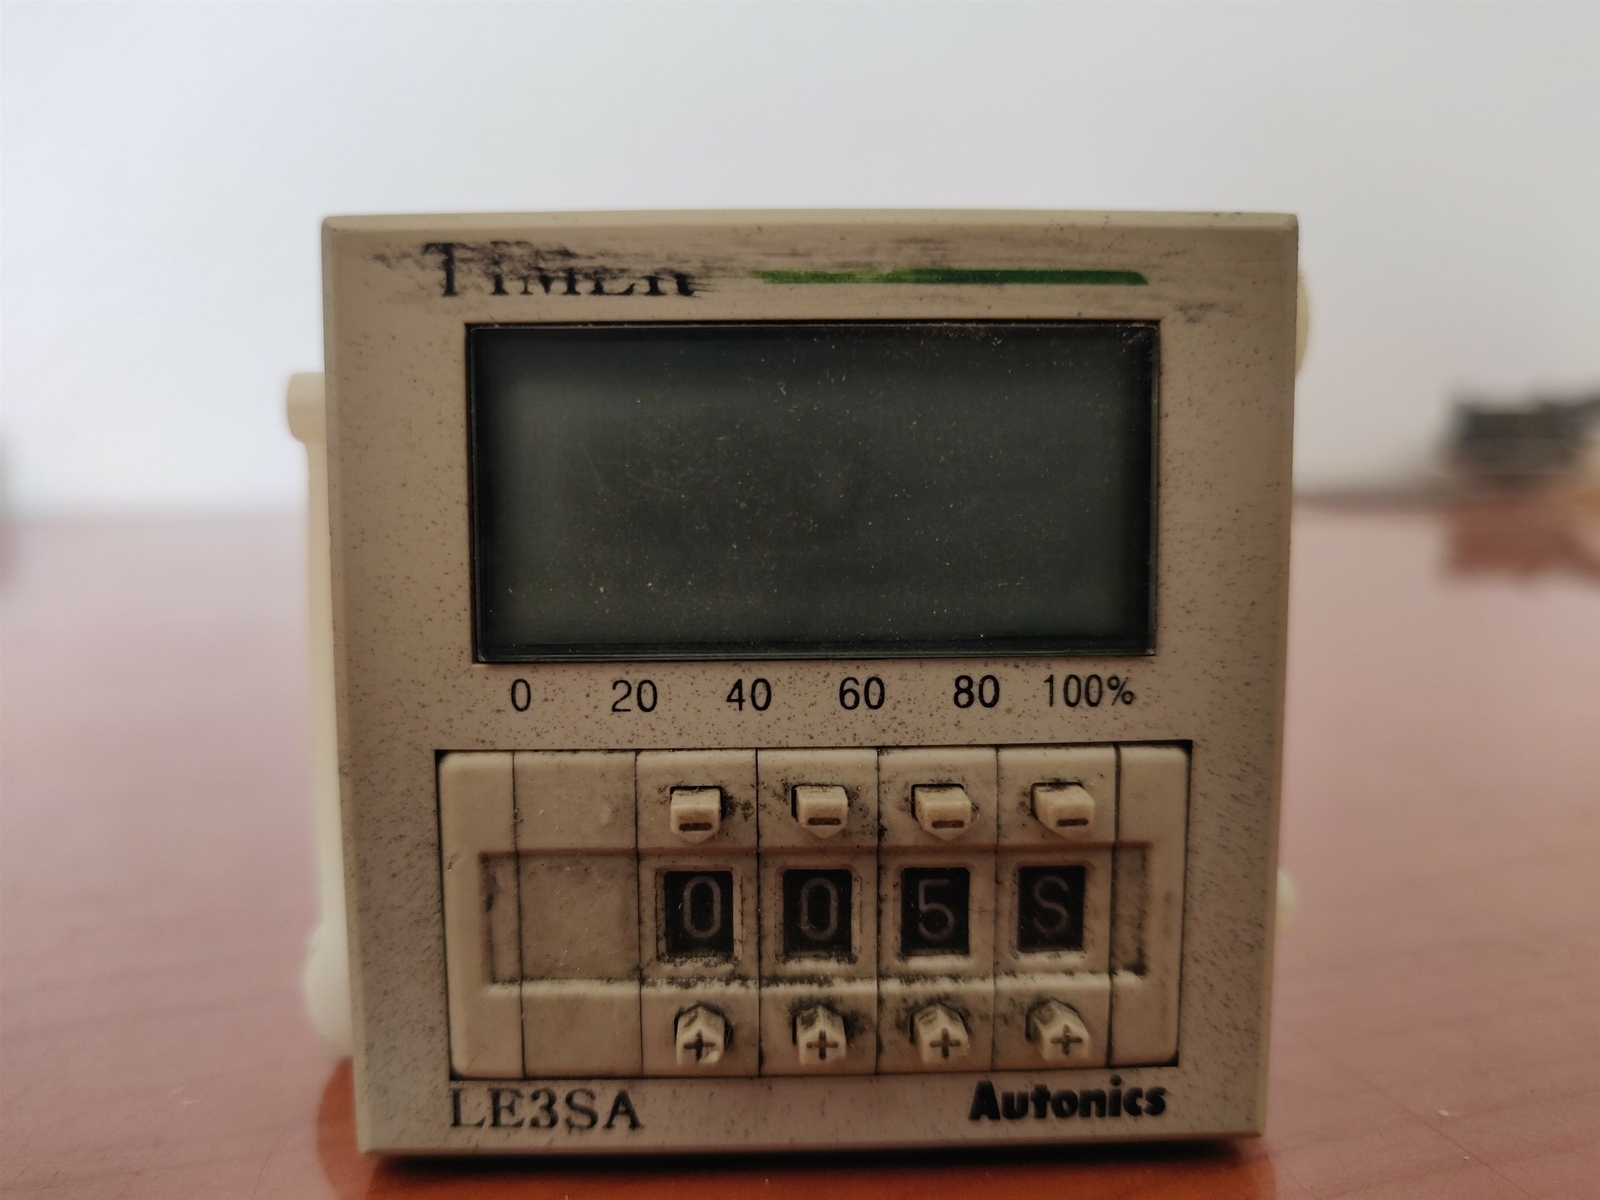 TIMER
0 20 40 60 80 100%
- - - -
0 0 5 S
+ + + +
LE3SA Autonics